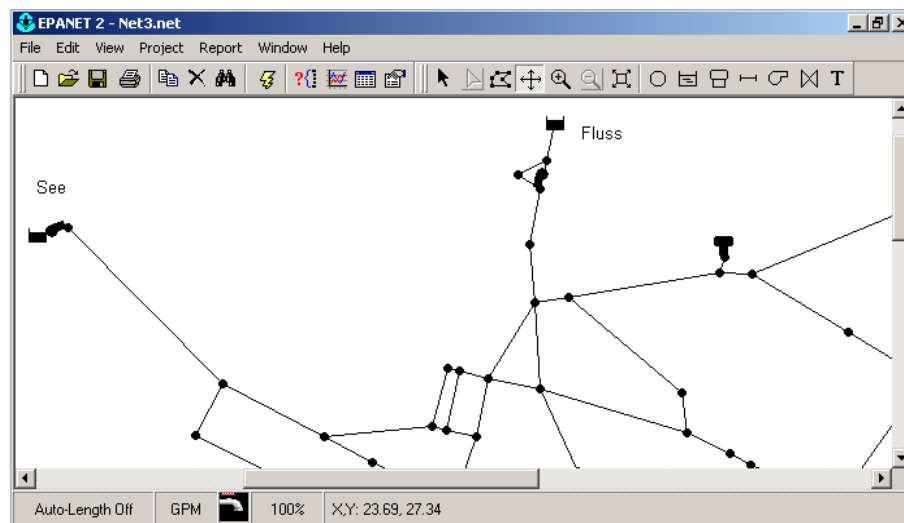 EPANET 2 - Net3.net
File Edit View Project Report Window Help
T
Fluss
See
Auto-Length Off GPM 100% X,Y: 23.69, 27.34